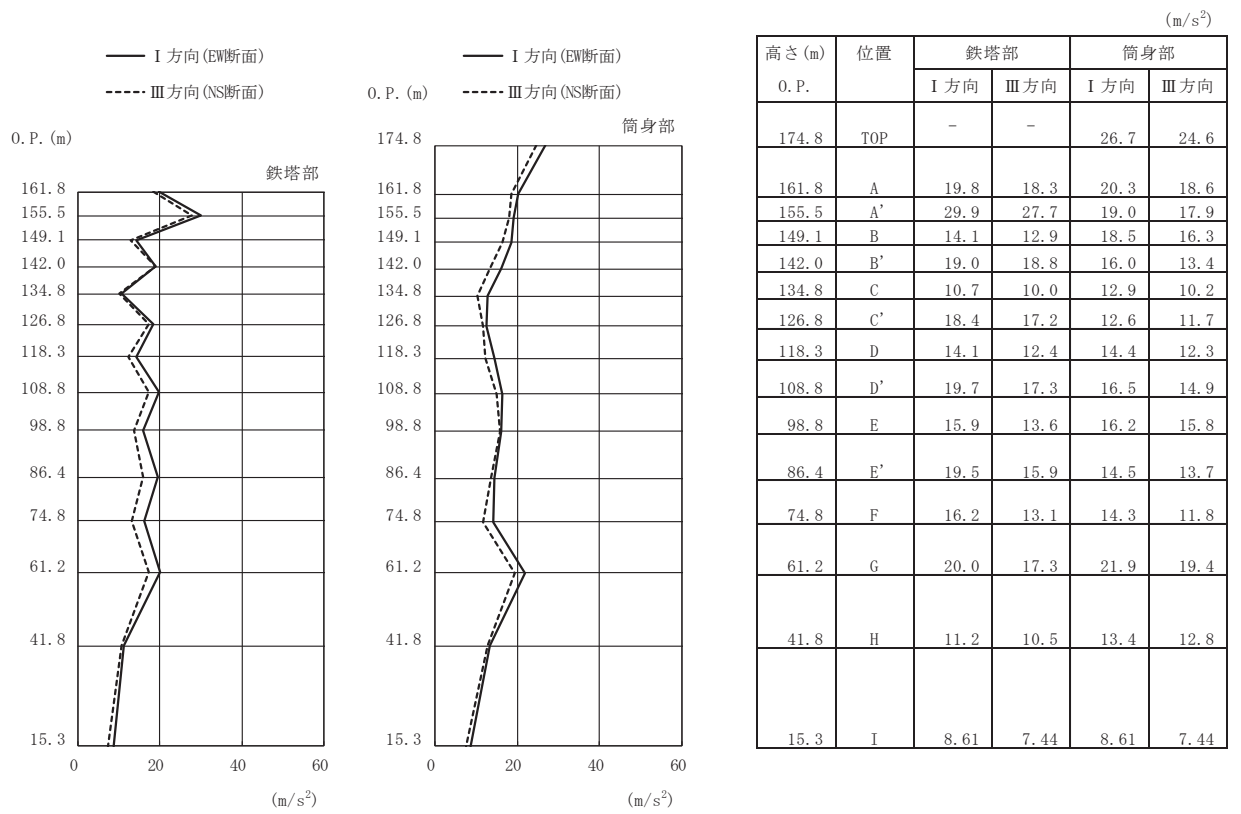 Ⅰ 方向(EW断面)
Ⅲ方向(NS断面)
O.P.(m)
鉄塔部
161.8
155.5
149.1
142.0
134.8
126.8
118.3
108.8
98.8
86.4
74.8
61.2
41.8
15.3
0 20 40 60
(m/s²)
Ⅰ 方向(EW断面)
Ⅲ方向(NS断面)
O.P.(m)
筒身部
174.8
161.8
155.5
149.1
142.0
134.8
126.8
118.3
108.8
98.8
86.4
74.8
61.2
41.8
15.3
0 20 40 60
(m/s²)
(m/s²)
高さ(m) 位置 鉄塔部 筒身部
O.P. Ⅰ 方向 Ⅲ方向 Ⅰ 方向 Ⅲ方向
174.8 TOP － － 26.7 24.6
161.8 A 19.8 18.3 20.3 18.6
155.5 A' 29.9 27.7 19.0 17.9
149.1 B 14.1 12.9 18.5 16.3
142.0 B' 19.0 18.8 16.0 13.4
134.8 C 10.7 10.0 12.9 10.2
126.8 C' 18.4 17.2 12.6 11.7
118.3 D 14.1 12.4 14.4 12.3
108.8 D' 19.7 17.3 16.5 14.9
98.8 E 15.9 13.6 16.2 15.8
86.4 E' 19.5 15.9 14.5 13.7
74.8 F 16.2 13.1 14.3 11.8
61.2 G 20.0 17.3 21.9 19.4
41.8 H 11.2 10.5 13.4 12.8
15.3 I 8.61 7.44 8.61 7.44